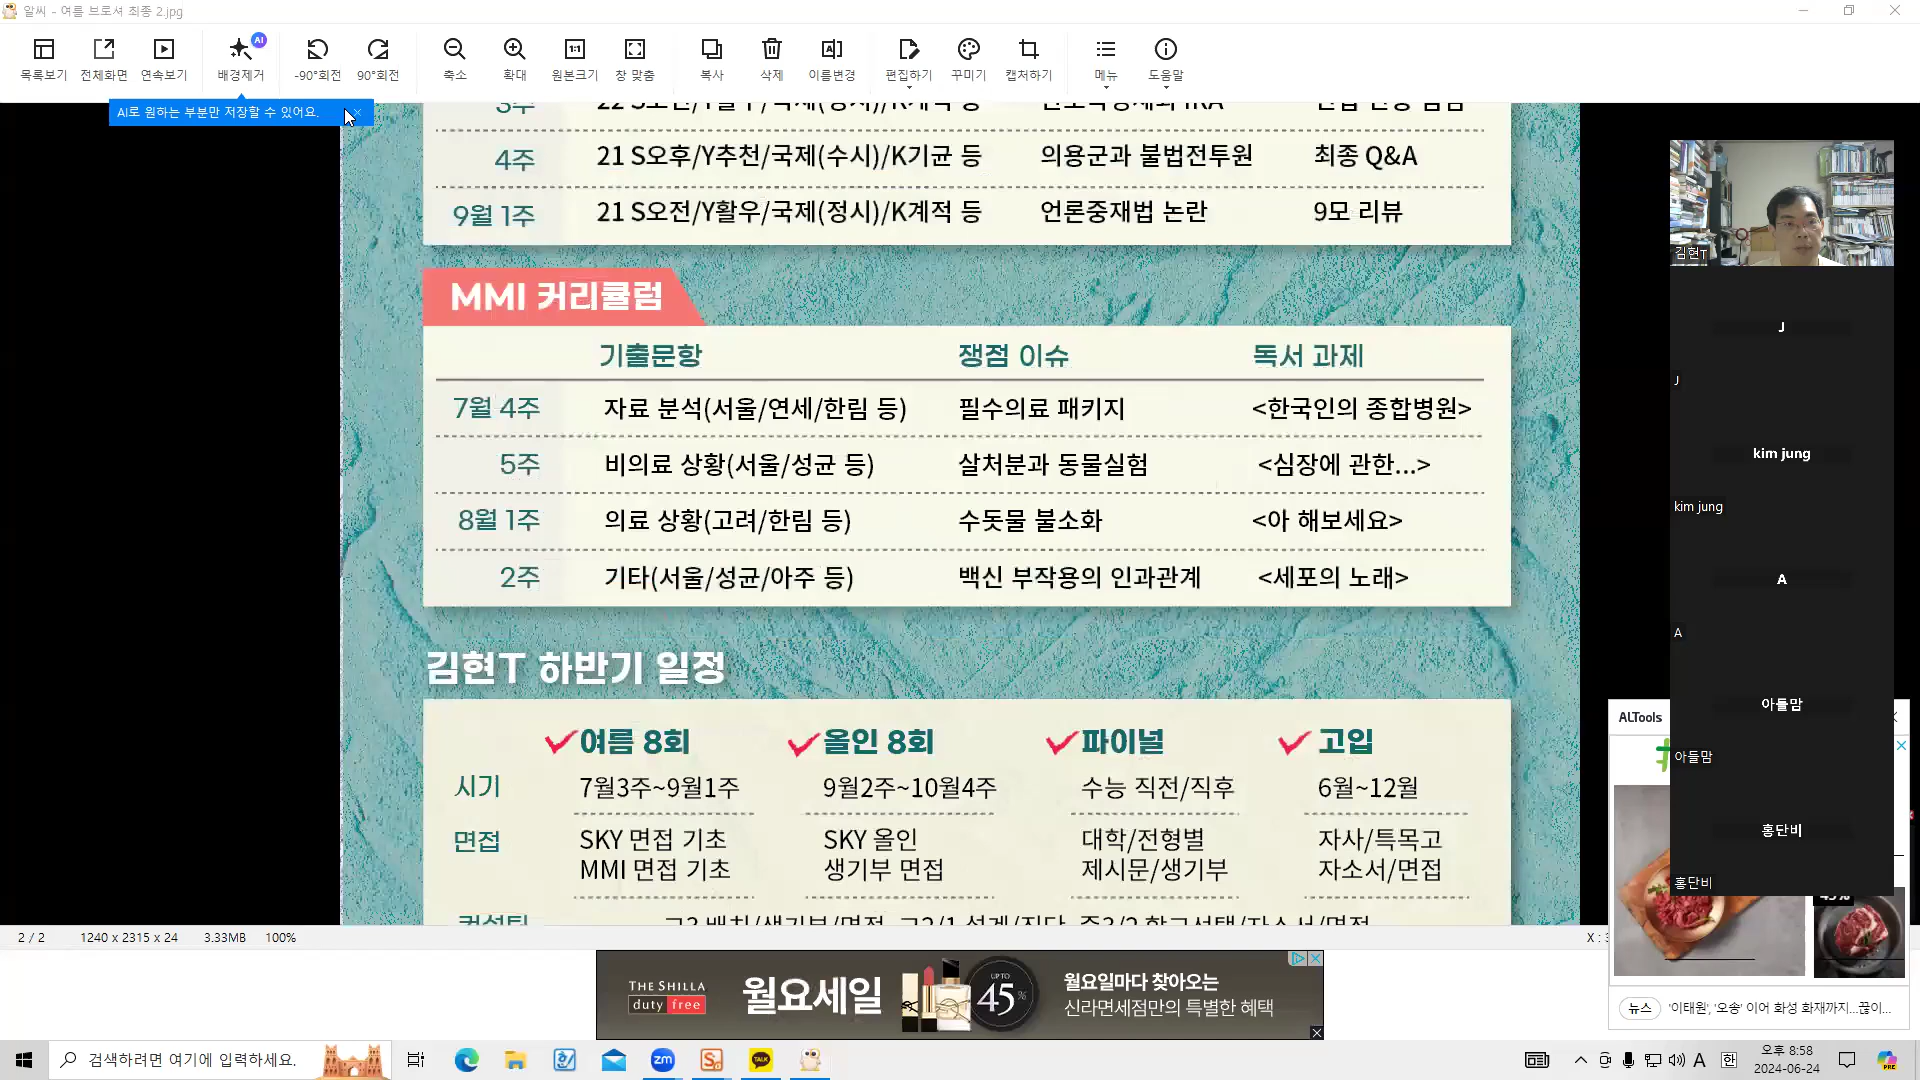 알씨 - 여름 브로셔 최종 2.jpg
목록보기 전체화면 연속보기 배경제거 AI -90°회전 90°회전 축소 확대 원본크기 창 맞춤 복사 삭제 이름변경 편집하기 꾸미기 캡처하기 메뉴 도움말
AI로 원하는 부분만 저장할 수 있어요.
3주
4주 21 S오후/Y추천/국제(수시)/K기균 등 의용군과 불법전투원 최종 Q&A
9월 1주 21 S오전/Y활우/국제(정시)/K계적 등 언론중재법 논란 9모 리뷰
MMI 커리큘럼
기출문항 쟁점 이슈 독서 과제
7월 4주 자료 분석(서울/연세/한림 등) 필수의료 패키지 <한국인의 종합병원>
5주 비의료 상황(서울/성균 등) 살처분과 동물실험 <심장에 관한...>
8월 1주 의료 상황(고려/한림 등) 수돗물 불소화 <아 해보세요>
2주 기타(서울/성균/아주 등) 백신 부작용의 인과관계 <세포의 노래>
김현T 하반기 일정
여름 8회 올인 8회 파이널 고입
시기 7월3주~9월1주 9월2주~10월4주 수능 직전/직후 6월~12월
면접 SKY 면접 기초 SKY 올인 대학/전형별 자사/특목고
MMI 면접 기초 생기부 면접 제시문/생기부 자소서/면접
김현T
J
J
kim jung
kim jung
A
A
아들맘
아들맘
홍단비
홍단비
ALTools
2 / 2 1240 x 2315 x 24 3.33MB 100% X :
THE SHILLA
duty free
월요세일
UP TO
45%
월요일마다 찾아오는
신라면세점만의 특별한 혜택
뉴스 '이태원', '오송' 이어 화성 화재까지...끊이...
검색하려면 여기에 입력하세요.
zm
TALK
A 한
오후 8:58
2024-06-24
PRE